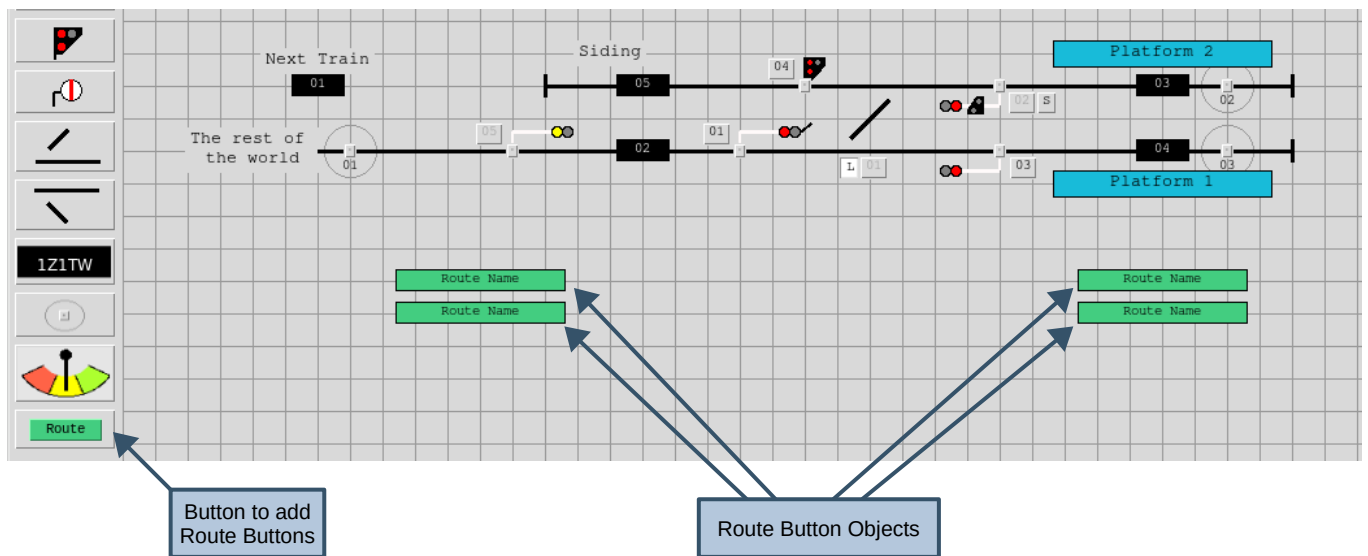 Next Train
Siding
Platform 2
04
01
05
03
02
02
S
The rest of
the world
05
01
01
02
L
01
03
04
03
Platform 1
1Z1TW
Route Name
Route Name
Route Name
Route Name
Route
Button to add
Route Buttons
Route Button Objects